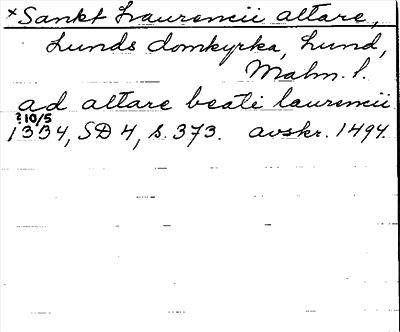 ×Sankt Laurencii altare,
Lunds domkyrka, Lund,
Malm. l.
ad altare beati laurencii
? 10/5
1334, SD 4, s. 373. avskr. 1494.